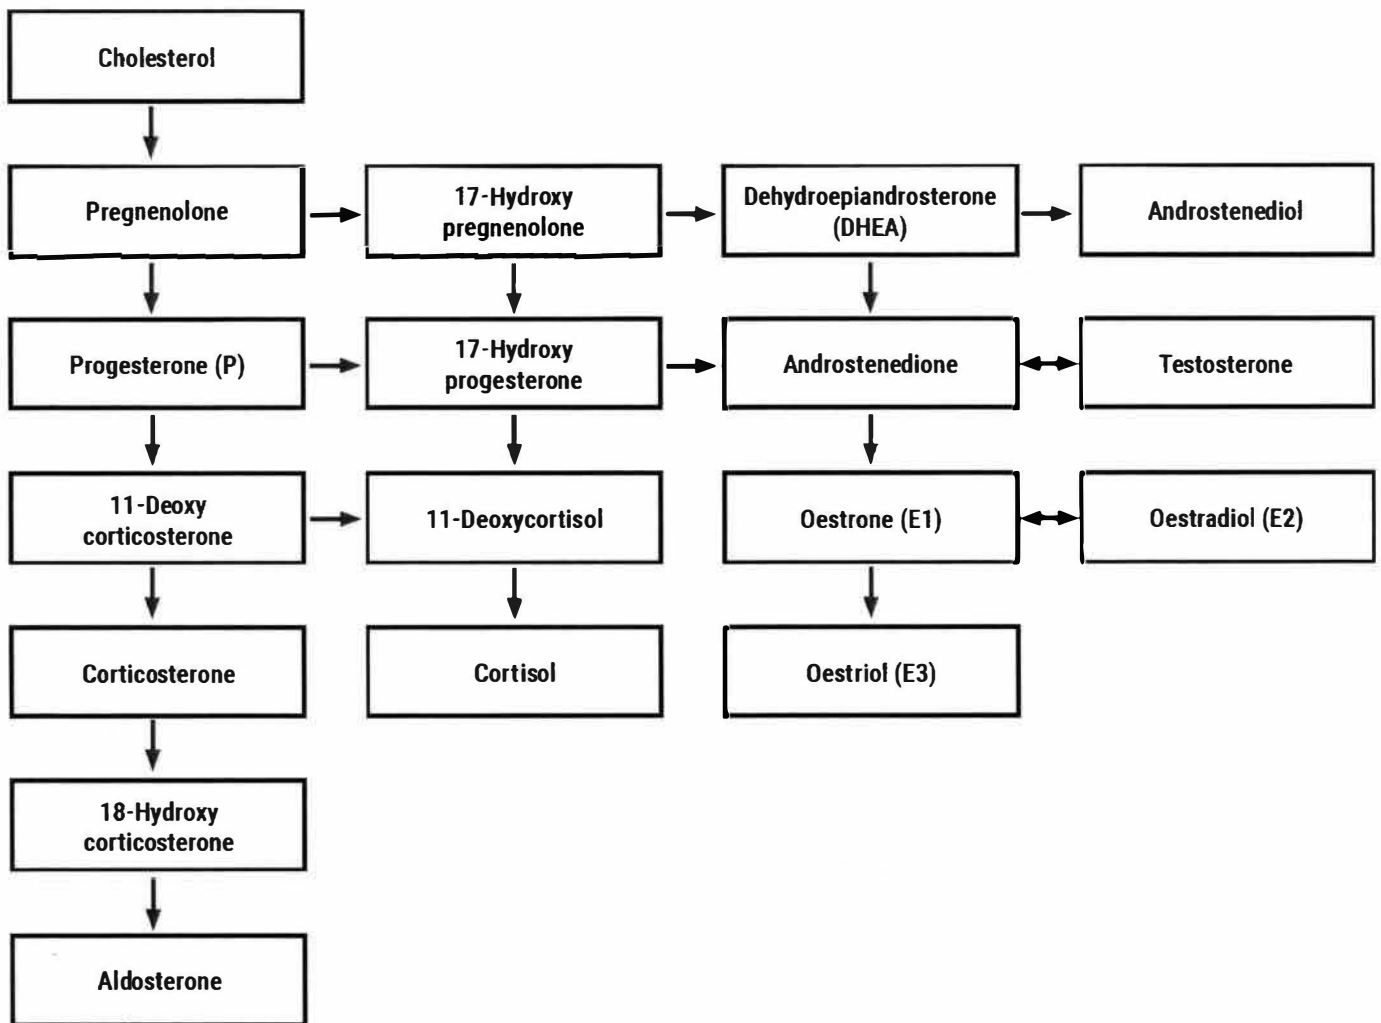 Cholesterol
Pregnenolone
17-Hydroxy
pregnenolone
Dehydroepiandrosterone
(DHEA)
Androstenediol
Progesterone (P)
17-Hydroxy
progesterone
Androstenedione
Testosterone
11-Deoxy
corticosterone
11-Deoxycortisol
Oestrone (E1)
Oestradiol (E2)
Corticosterone
Cortisol
Oestriol (E3)
18-Hydroxy
corticosterone
Aldosterone